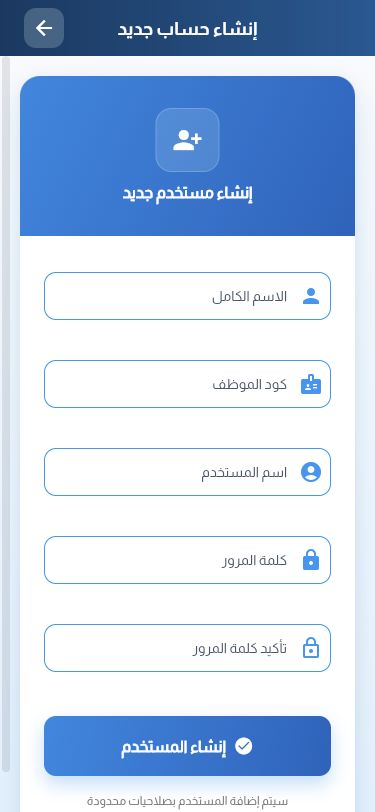 إنشاء حساب جديد
إنشاء مستخدم جديد
الاسم الكامل
كود الموظف
اسم المستخدم
كلمة المرور
تأكيد كلمة المرور
إنشاء المستخدم
سيتم إضافة المستخدم بصلاحيات محدودة